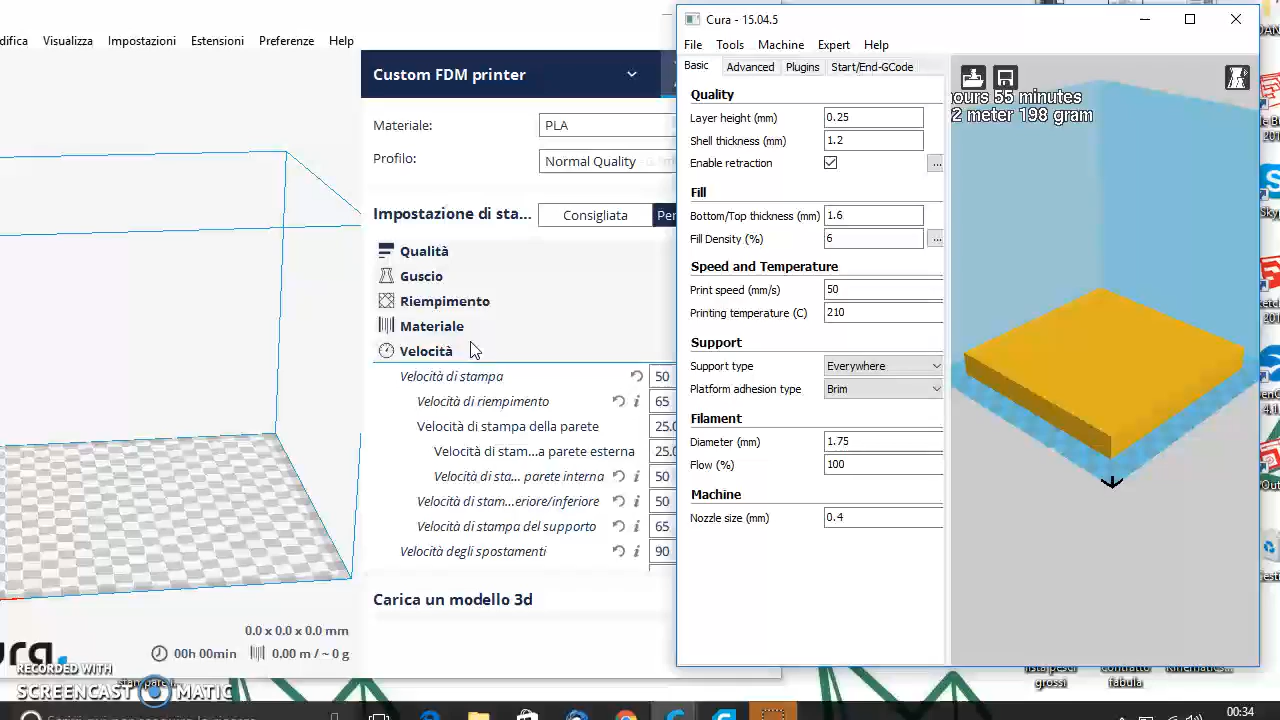 difica Visualizza Impostazioni Estensioni Preferenze Help
Custom FDM printer
Materiale: PLA
Profilo: Normal Quality
Impostazione di sta... Consigliata Per
Qualità
Guscio
Riempimento
Materiale
Velocità
Velocità di stampa 50
Velocità di riempimento i 65
Velocità di stampa della parete 25.0
Velocità di stam...a parete esterna 25.0
Velocità di sta... parete interna i 50
Velocità di stam...eriore/inferiore i 50
Velocità di stampa del supporto i 65
Velocità degli spostamenti i 90
Carica un modello 3d
0.0 x 0.0 x 0.0 mm
00h 00min 0.00 m / ~ 0 g
ura.
RECORDED WITH
SCREENCAST MATIC
Cura - 15.04.5
File Tools Machine Expert Help
Basic Advanced Plugins Start/End-GCode
Quality
Layer height (mm) 0.25
Shell thickness (mm) 1.2
Enable retraction ...
Fill
Bottom/Top thickness (mm) 1.6
Fill Density (%) 6 ...
Speed and Temperature
Print speed (mm/s) 50
Printing temperature (C) 210
Support
Support type Everywhere
Platform adhesion type Brim
Filament
Diameter (mm) 1.75
Flow (%) 100
Machine
Nozzle size (mm) 0.4
ours 55 minutes
2 meter 198 gram
grossi
fabula
00:34